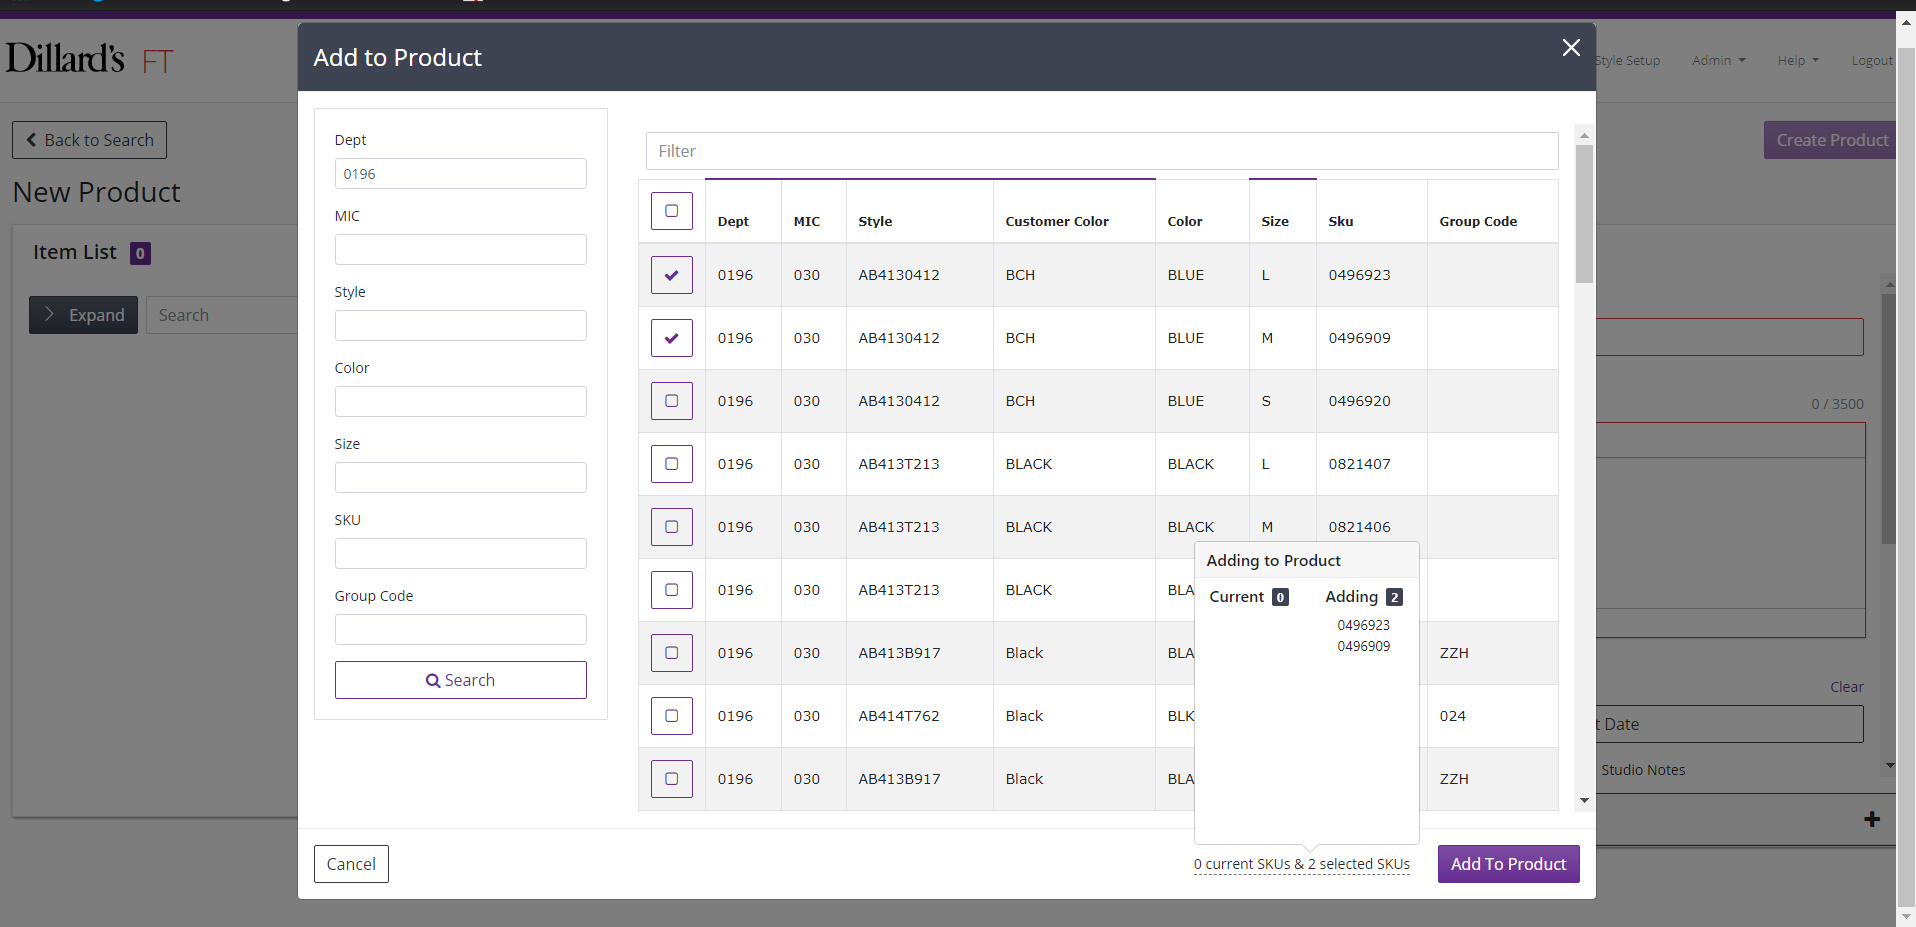 Dillard's FT
Style Setup Admin Help Logout
Back to Search
Create Product
New Product
Item List 0
Expand Search
0 / 3500
Clear
t Date
Studio Notes
Add to Product
Dept
0196
MIC
Style
Color
Size
SKU
Group Code
Search
Filter
Dept MIC Style Customer Color Color Size Sku Group Code
0196 030 AB4130412 BCH BLUE L 0496923
0196 030 AB4130412 BCH BLUE M 0496909
0196 030 AB4130412 BCH BLUE S 0496920
0196 030 AB413T213 BLACK BLACK L 0821407
0196 030 AB413T213 BLACK BLACK M 0821406
0196 030 AB413T213 BLACK BLA
0196 030 AB413B917 Black BLA ZZH
0196 030 AB414T762 Black BLK 024
0196 030 AB413B917 Black BLA ZZH
Adding to Product
Current 0 Adding 2
0496923
0496909
Cancel
0 current SKUs & 2 selected SKUs
Add To Product